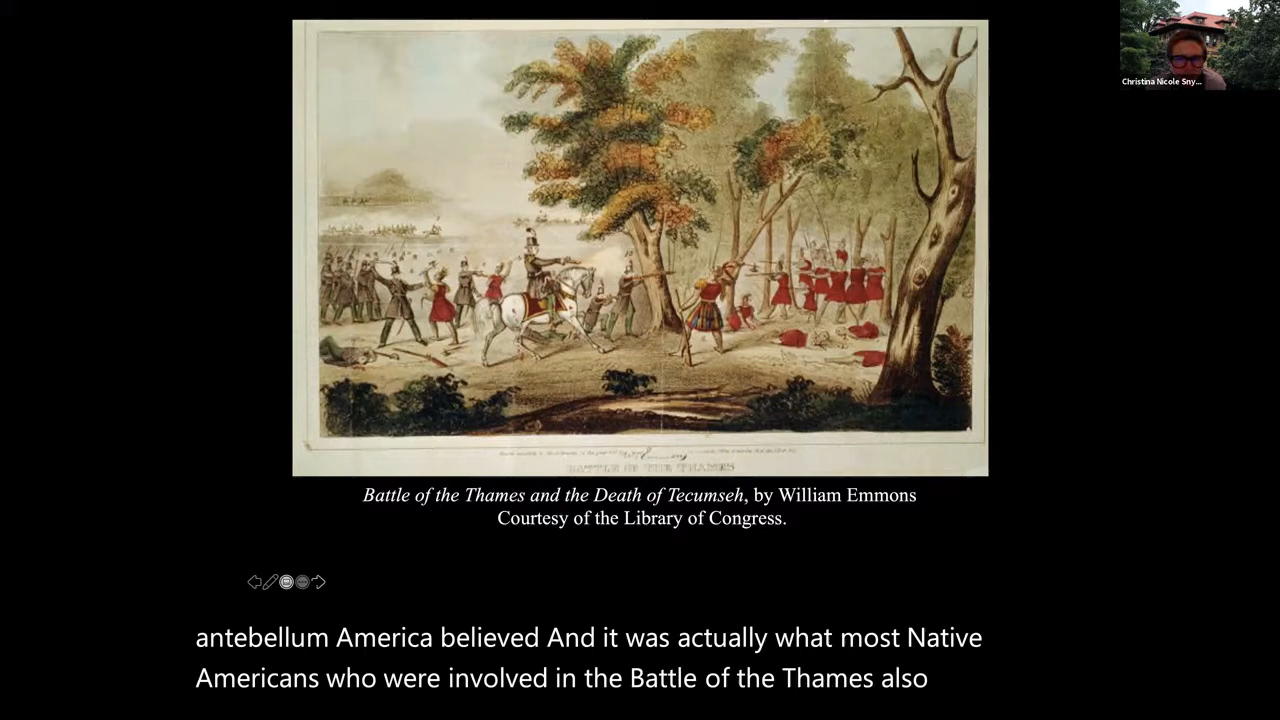 Christina Nicole Sny...
BATTLE OF THE THAMES
Battle of the Thames and the Death of Tecumseh, by William Emmons
Courtesy of the Library of Congress.
antebellum America believed And it was actually what most Native
Americans who were involved in the Battle of the Thames also